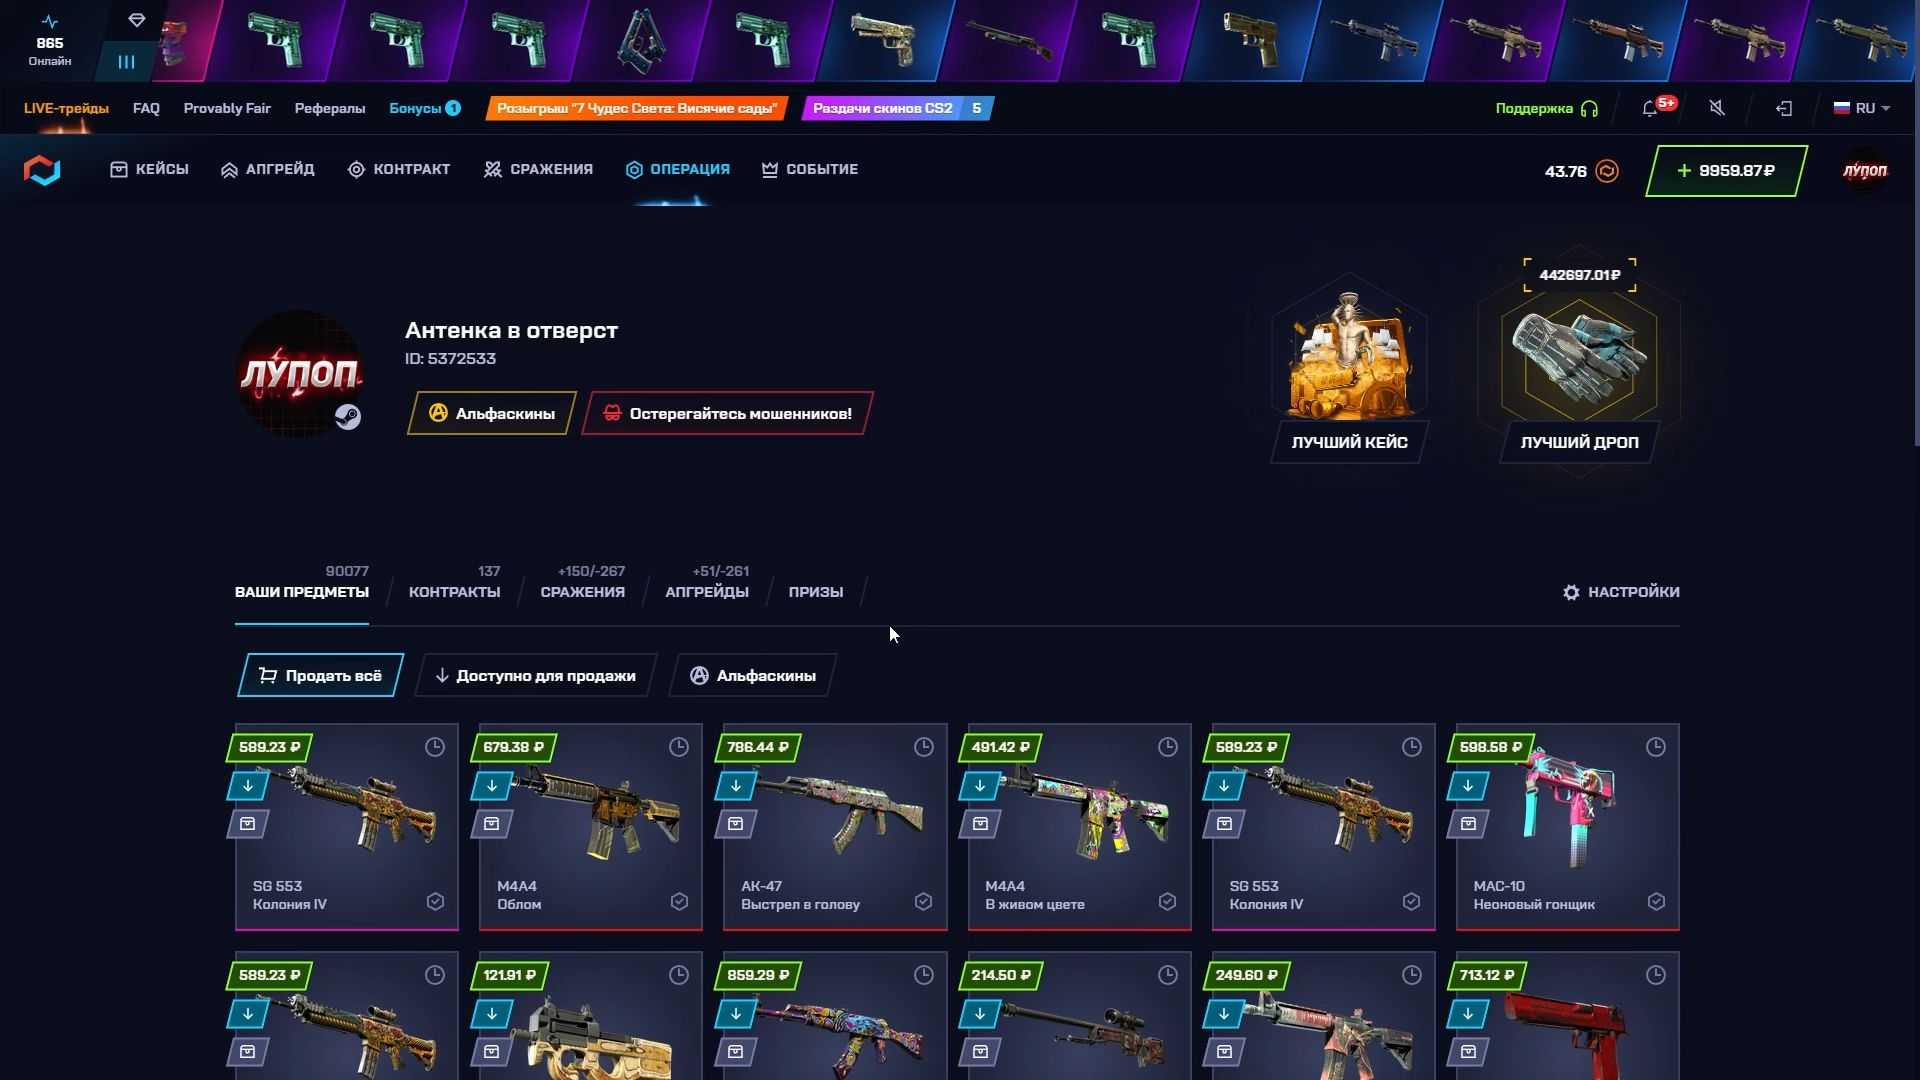 865
Онлайн
LIVE-трейды
FAQ
Provably Fair
Рефералы
Бонусы 1
Розыгрыш "7 Чудес Света: Висячие сады"
Раздачи скинов CS2 5
Поддержка
5+
RU
КЕЙСЫ
АПГРЕЙД
КОНТРАКТ
СРАЖЕНИЯ
ОПЕРАЦИЯ
СОБЫТИЕ
43.76
+ 9959.87₽
ЛУПОП
ЛУПОП
Антенка в отверст
ID: 5372533
Альфаскины
Остерегайтесь мошенников!
ЛУЧШИЙ КЕЙС
442697.01₽
ЛУЧШИЙ ДРОП
90077
ВАШИ ПРЕДМЕТЫ
137
КОНТРАКТЫ
+150/-267
СРАЖЕНИЯ
+51/-261
АПГРЕЙДЫ
ПРИЗЫ
НАСТРОЙКИ
Продать всё
Доступно для продажи
Альфаскины
589.23 ₽
SG 553
Колония IV
679.38 ₽
M4A4
Облом
786.44 ₽
AK-47
Выстрел в голову
491.42 ₽
M4A4
В живом цвете
589.23 ₽
SG 553
Колония IV
598.58 ₽
MAC-10
Неоновый гонщик
589.23 ₽
121.91 ₽
859.29 ₽
214.50 ₽
249.60 ₽
713.12 ₽